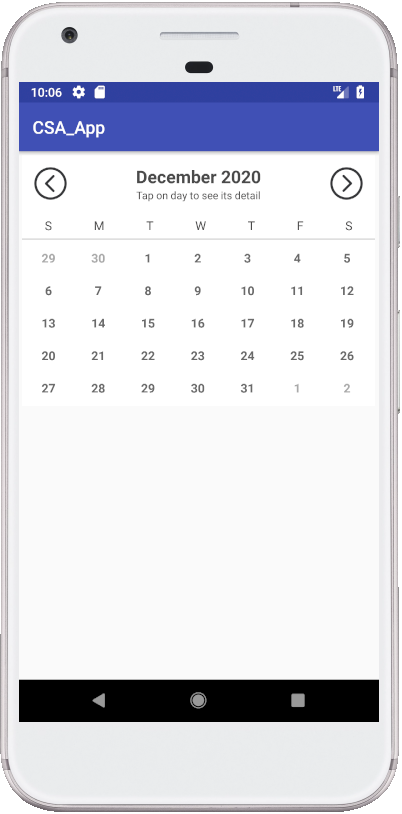 10:06 LTE
CSA_App
December 2020
Tap on day to see its detail
S M T W T F S
29 30 1 2 3 4 5
6 7 8 9 10 11 12
13 14 15 16 17 18 19
20 21 22 23 24 25 26
27 28 29 30 31 1 2